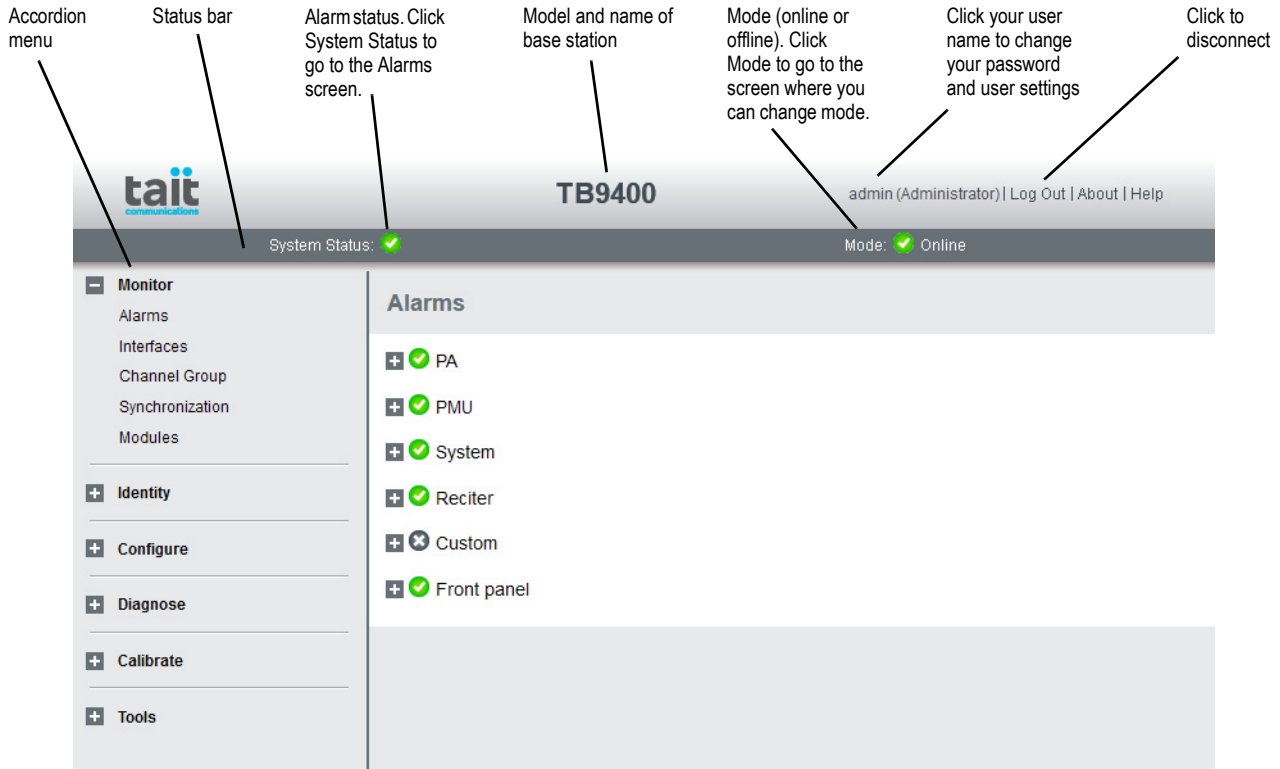 Accordion
menu
Status bar
Alarm status. Click
System Status to
go to the Alarms
screen.
Model and name of
base station
Mode (online or
offline). Click
Mode to go to the
screen where you
can change mode.
Click your user
name to change
your password
and user settings
Click to
disconnect
tait
communications
TB9400
admin (Administrator) | Log Out | About | Help
System Status:
Mode: Online
Monitor
Alarms
Interfaces
Channel Group
Synchronization
Modules
Identity
Configure
Diagnose
Calibrate
Tools
Alarms
PA
PMU
System
Reciter
Custom
Front panel